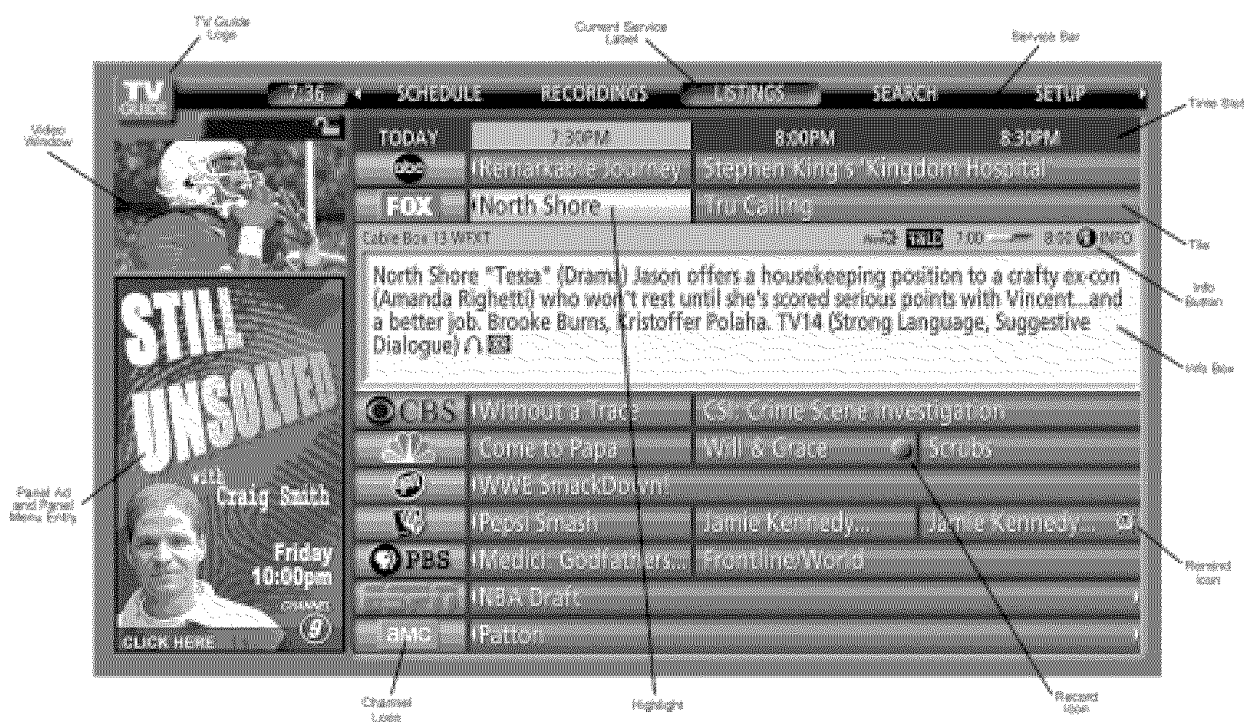 TV Guide
Logo
Current Service
Label
Service Bar
TV
GUIDE
7:36
SCHEDULE
RECORDINGS
LISTINGS
SEARCH
SETUP
Time Slot
Video
Window
TODAY
7:30PM
8:00PM
8:30PM
abc
Remarkable Journey
Stephen King's 'Kingdom Hospital
FOX
North Shore
Tru Calling
Tile
Cable Box 13 WFXT
7:00
8:00
INFO
Info
Button
North Shore "Tessa" (Drama) Jason offers a housekeeping position to a crafty ex-con
(Amanda Righetti) who won't rest until she's scored serious points with Vincent...and
a better job. Brooke Burns, Kristoffer Polaha. TV14 (Strong Language, Suggestive
Dialogue)
Info Box
STILL
UNSOLVED
with
Craig Smith
Friday
10:00pm
CHANNEL
9
CLICK HERE
Panel Ad
and Panel
Menu Entry
CBS
Without a Trace
CSI: Crime Scene Investigation
Come to Papa
Will & Grace
Scrubs
WWE SmackDown!
Pepsi Smash
Jamie Kennedy...
Jamie Kennedy...
PBS
Medici: Godfathers...
Frontline/World
Remind
Icon
NBA Draft
amc
Patton
Channel
Logo
Highlight
Record
Icon